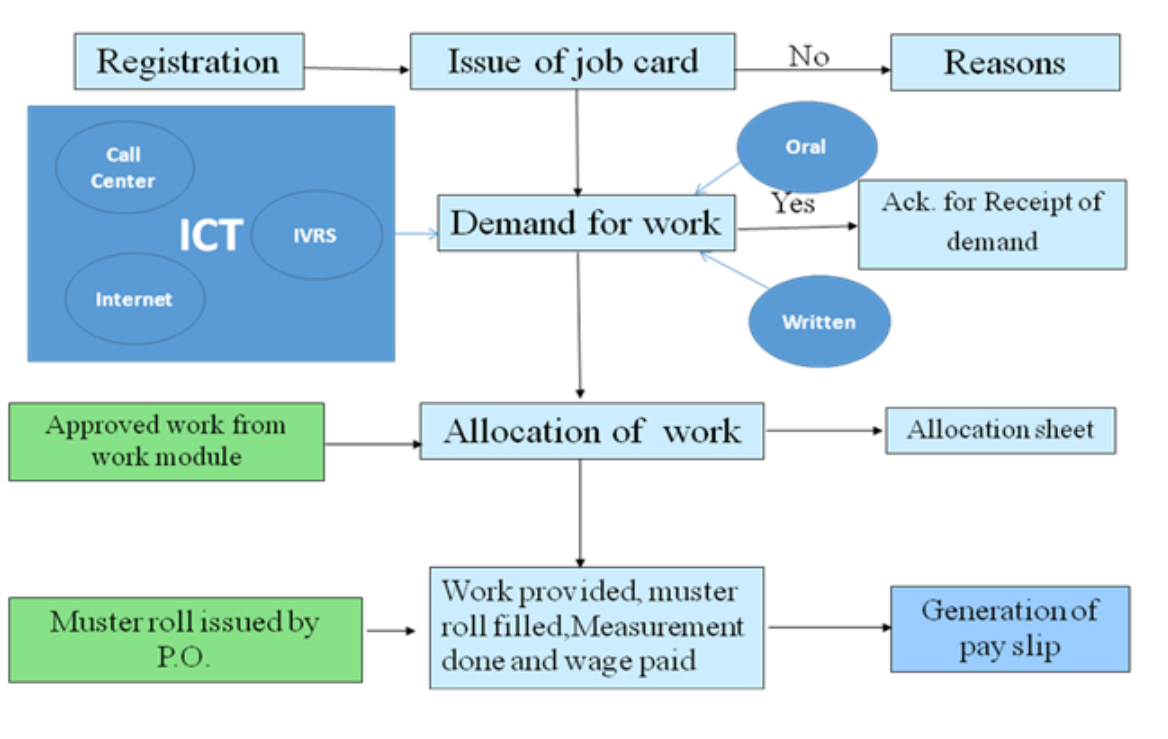 Registration
Issue of job card
No
Reasons
Call
Center
ICT
IVRS
Internet
Oral
Demand for work
Yes
Ack. for Receipt of
demand
Written
Approved work from
work module
Allocation of work
Allocation sheet
Muster roll issued by
P.O.
Work provided, muster
roll filled,Measurement
done and wage paid
Generation of
pay slip